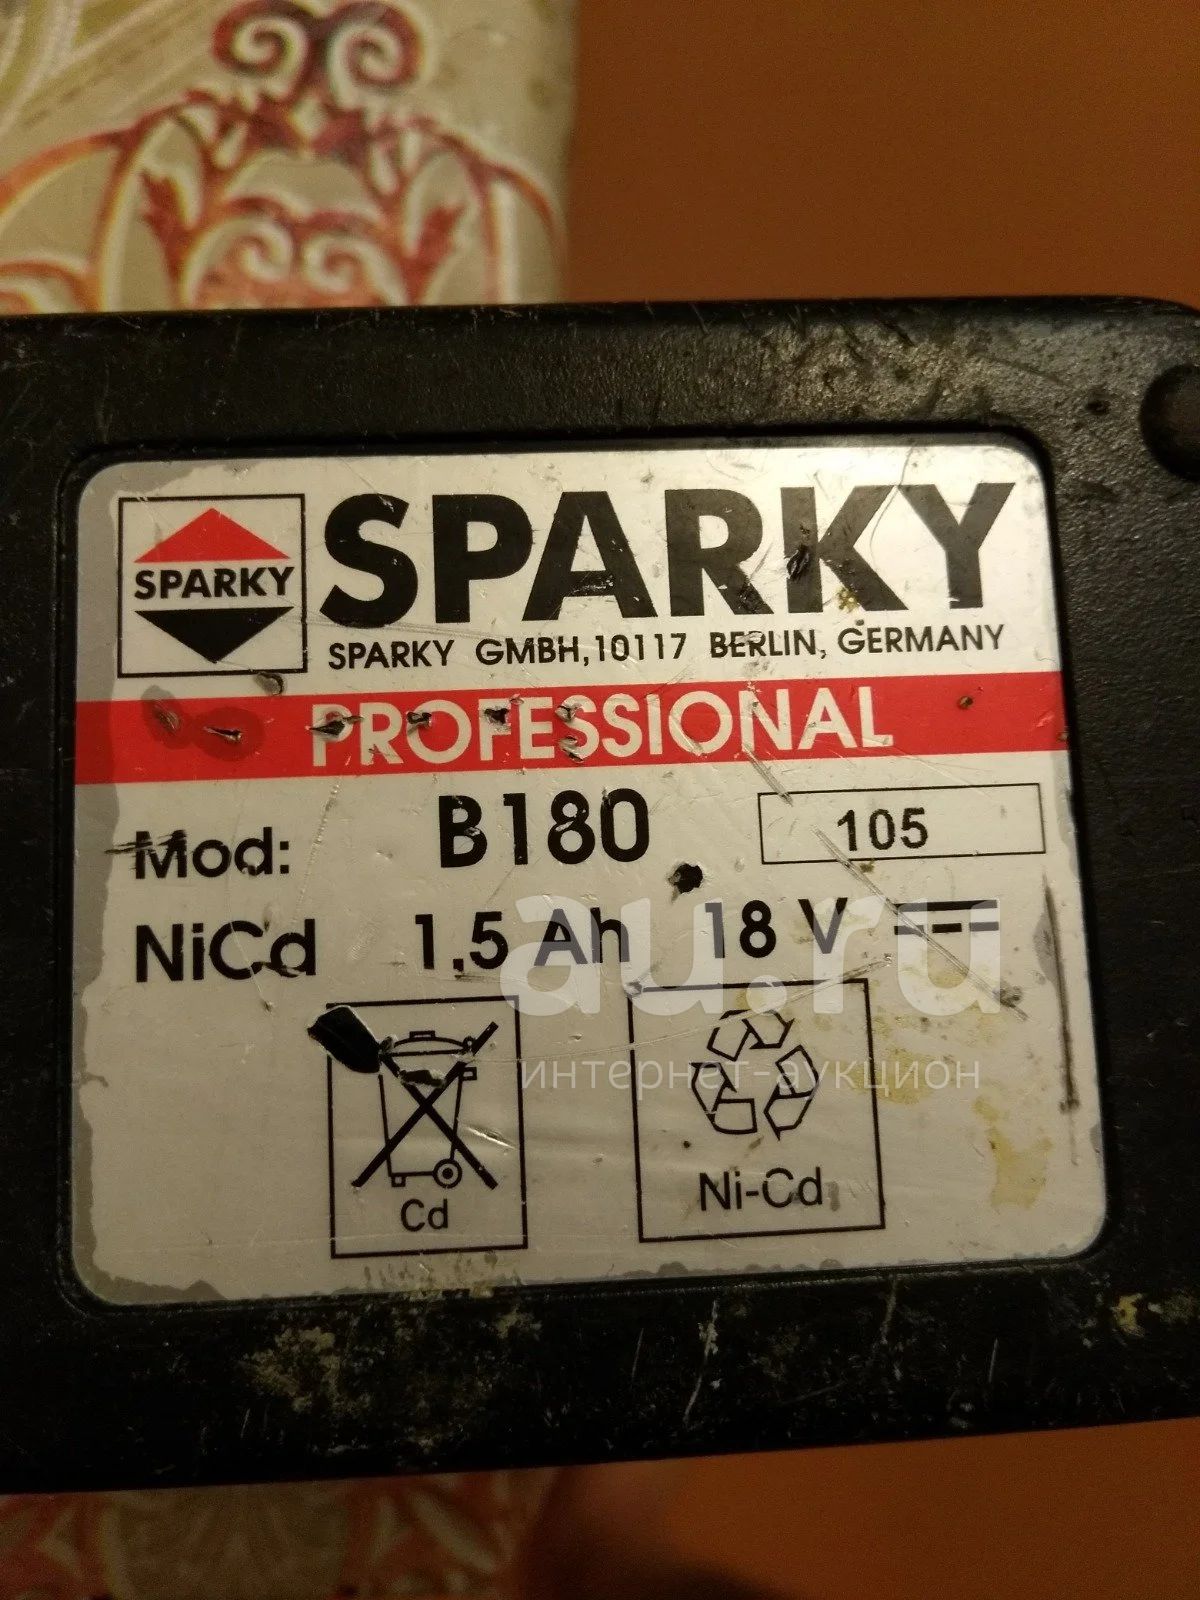 SPARKY
SPARKY
SPARKY GMBH,10117 BERLIN, GERMANY
PROFESSIONAL
Mod: B180 105
NiCd 1,5 Ah 18 V
au.ru
интернет-аукцион
Cd
Ni-Cd